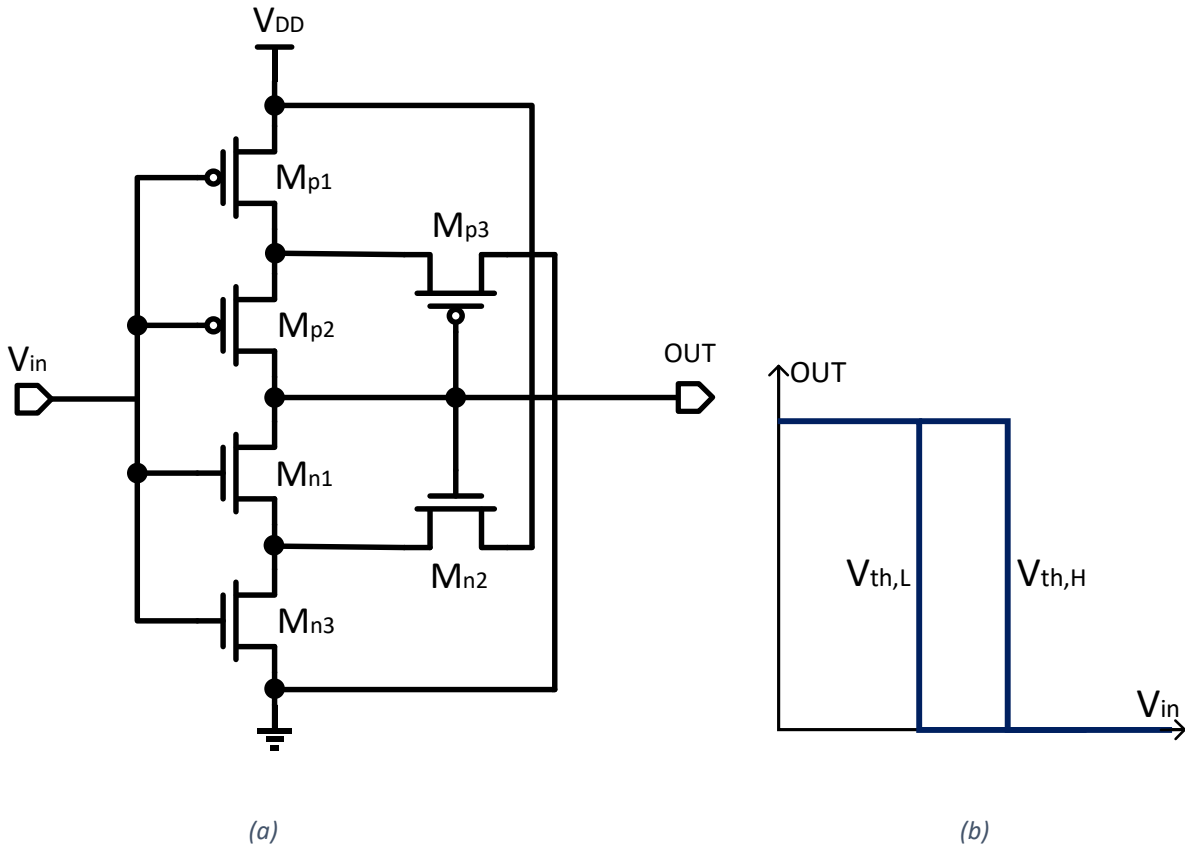 VDD
Mp1
Mp3
Mp2
Vin
OUT
OUT
Mn1
Vth,L
Vth,H
Mn2
Mn3
Vin
(a)
(b)